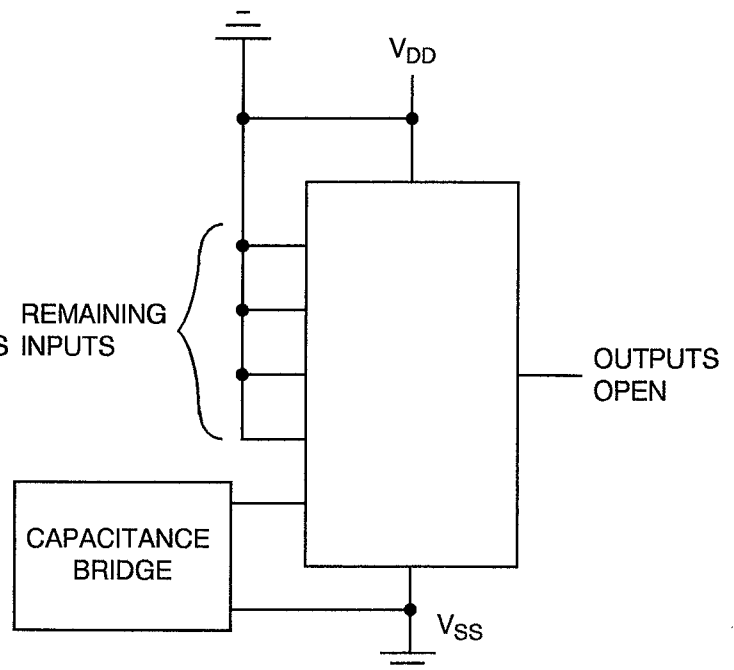 V_DD
REMAINING
S INPUTS
OUTPUTS
OPEN
CAPACITANCE
BRIDGE
V_SS